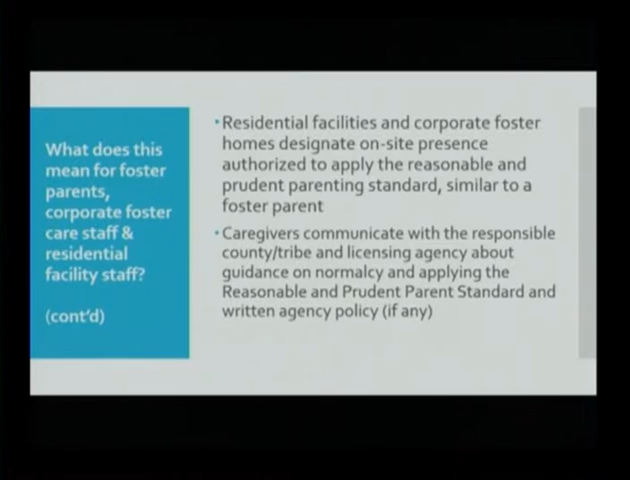 What does this
mean for foster
parents,
corporate foster
care staff &
residential
facility staff?
(cont'd)
• Residential facilities and corporate foster
homes designate on-site presence
authorized to apply the reasonable and
prudent parenting standard, similar to a
foster parent
• Caregivers communicate with the responsible
county/tribe and licensing agency about
guidance on normalcy and applying the
Reasonable and Prudent Parent Standard and
written agency policy (if any)